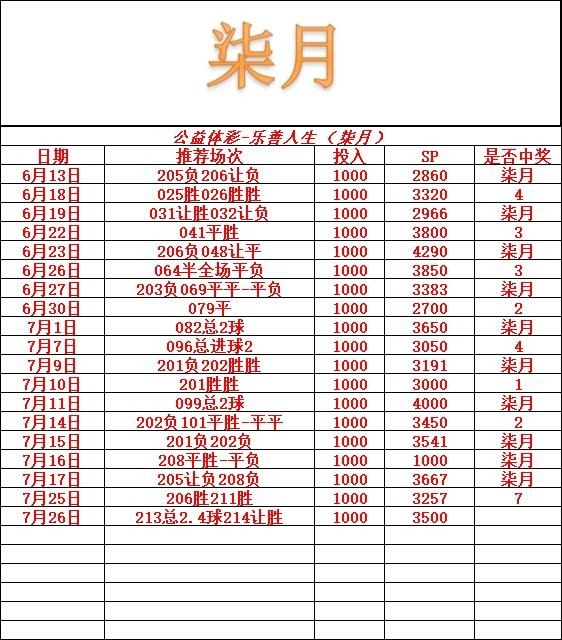 柒月
公益体彩-乐善人生（柒月）
日期 推荐场次 投入 SP 是否中奖
6月13日 205负206让负 1000 2860 柒月
6月18日 025胜026胜胜 1000 3320 4
6月19日 031让胜032让负 1000 2966 柒月
6月22日 041平胜 1000 3800 3
6月23日 206负048让平 1000 4290 柒月
6月26日 064半全场平负 1000 3850 3
6月27日 203负069平平-平负 1000 3383 柒月
6月30日 079平 1000 2700 2
7月1日 082总2球 1000 3650 柒月
7月7日 096总进球2 1000 3050 4
7月9日 201负202胜胜 1000 3191 柒月
7月10日 201胜胜 1000 3000 1
7月11日 099总2球 1000 4000 柒月
7月14日 202负101平胜-平平 1000 3450 2
7月15日 201负202负 1000 3541 柒月
7月16日 208平胜-平负 1000 1000 柒月
7月17日 205让负208负 1000 3667 柒月
7月25日 206胜211胜 1000 3257 7
7月26日 213总2.4球214让胜 1000 3500